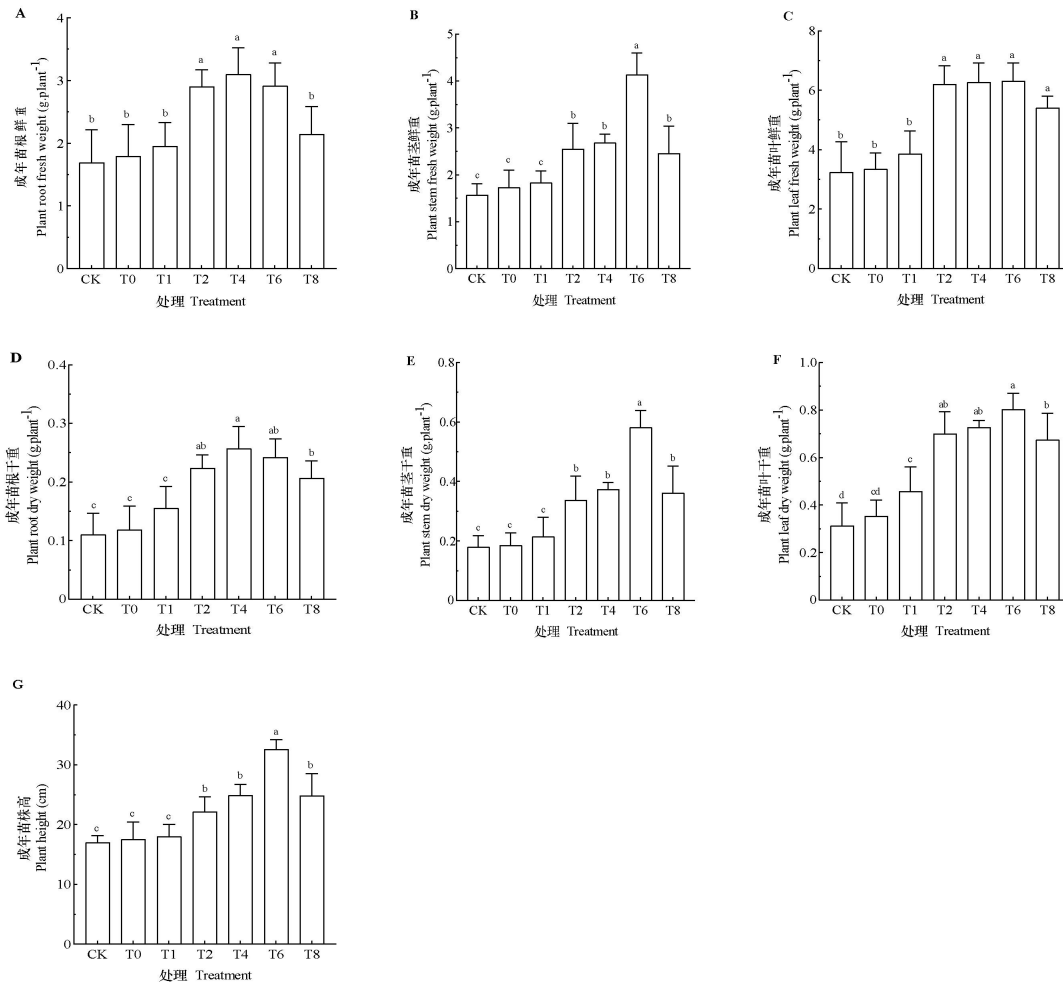 A
成年苗根鲜重
Plant root fresh weight (g.plant⁻¹)
4
3
2
1
0
b
b
b
a
a
a
b
CK T0 T1 T2 T4 T6 T8
处理 Treatment
B
成年苗茎鲜重
Plant stem fresh weight (g.plant⁻¹)
5
4
3
2
1
0
c
c
c
b
b
a
b
CK T0 T1 T2 T4 T6 T8
处理 Treatment
C
成年苗叶鲜重
Plant leaf fresh weight (g.plant⁻¹)
8
6
4
2
0
b
b
b
a
a
a
a
CK T0 T1 T2 T4 T6 T8
处理 Treatment
D
成年苗根干重
Plant root dry weight (g.plant⁻¹)
0.4
0.3
0.2
0.1
0
c
c
c
ab
a
ab
b
CK T0 T1 T2 T4 T6 T8
处理 Treatment
E
成年苗茎干重
Plant stem dry weight (g.plant⁻¹)
0.8
0.6
0.4
0.2
0
c
c
c
b
b
a
b
CK T0 T1 T2 T4 T6 T8
处理 Treatment
F
成年苗叶干重
Plant leaf dry weight (g.plant⁻¹)
1.0
0.8
0.6
0.4
0.2
0
d
cd
c
ab
ab
a
b
CK T0 T1 T2 T4 T6 T8
处理 Treatment
G
成年苗株高
Plant height (cm)
40
30
20
10
0
c
c
c
b
b
a
b
CK T0 T1 T2 T4 T6 T8
处理 Treatment